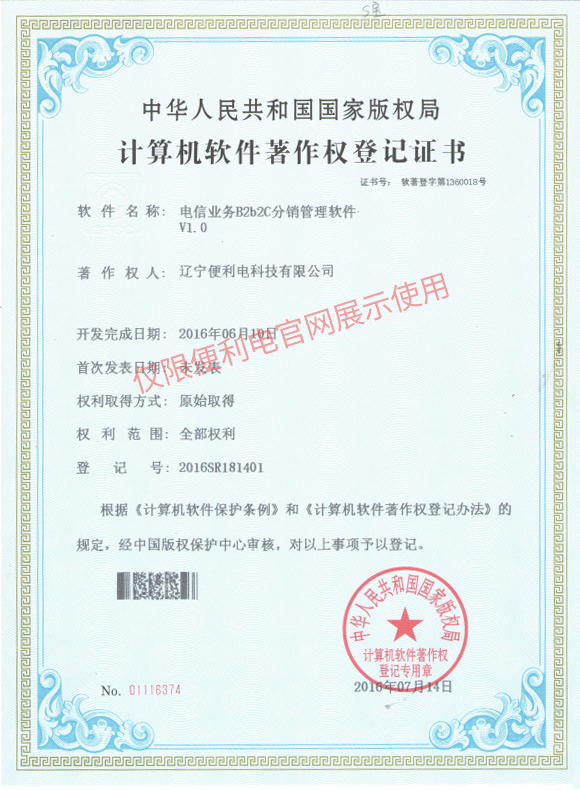 中华人民共和国国家版权局
计算机软件著作权登记证书
证书号: 软著登字第1360018号
软件名称: 电信业务B2b2C分销管理软件
V1.0
著作权人: 辽宁便利电科技有限公司
开发完成日期: 2016年06月10日
首次发表日期: 未发表
权利取得方式: 原始取得
权利范围: 全部权利
登记号: 2016SR181401
仅限便利电官网展示使用
根据《计算机软件保护条例》和《计算机软件著作权登记办法》的
规定，经中国版权保护中心审核，对以上事项予以登记。
中华人民共和国国家版权局
计算机软件著作权
登记专用章
No. 01116374
2016年07月14日